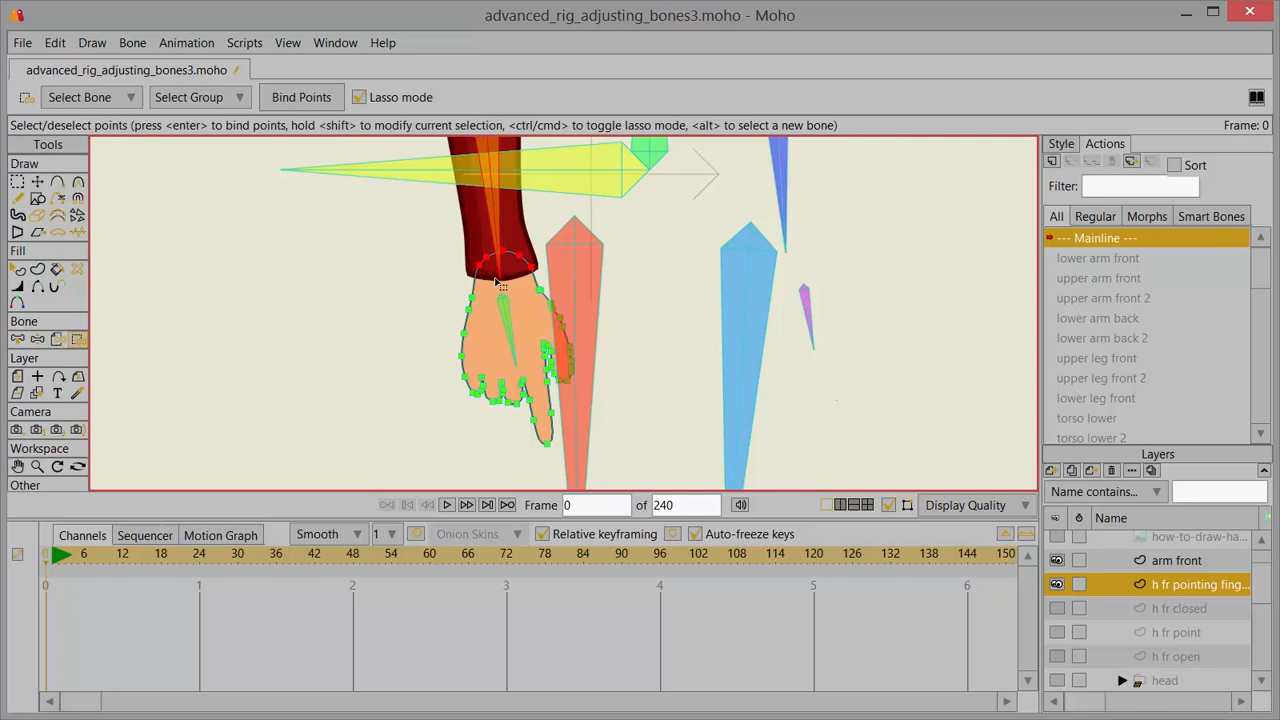 advanced_rig_adjusting_bones3.moho - Moho
File Edit Draw Bone Animation Scripts View Window Help
advanced_rig_adjusting_bones3.moho
Select Bone Select Group Bind Points Lasso mode
Select/deselect points (press <enter> to bind points, hold <shift> to modify current selection, <ctrl/cmd> to toggle lasso mode, <alt> to select a new bone) Frame: 0
Tools
Draw
Fill
Bone
Layer
Camera
Workspace
Other
Style Actions
Sort
Filter:
All Regular Morphs Smart Bones
--- Mainline ---
lower arm front
upper arm front
upper arm front 2
lower arm back
lower arm back 2
upper leg front
upper leg front 2
lower leg front
torso lower
torso lower 2
Layers
Name contains...
Name
how-to-draw-ha...
arm front
h fr pointing fing...
h fr closed
h fr point
h fr open
head
Frame 0 of 240 Display Quality
Channels Sequencer Motion Graph Smooth 1 Onion Skins Relative keyframing Auto-freeze keys
0 6 12 18 24 30 36 42 48 54 60 66 72 78 84 90 96 102 108 114 120 126 132 138 144 150
0 1 2 3 4 5 6